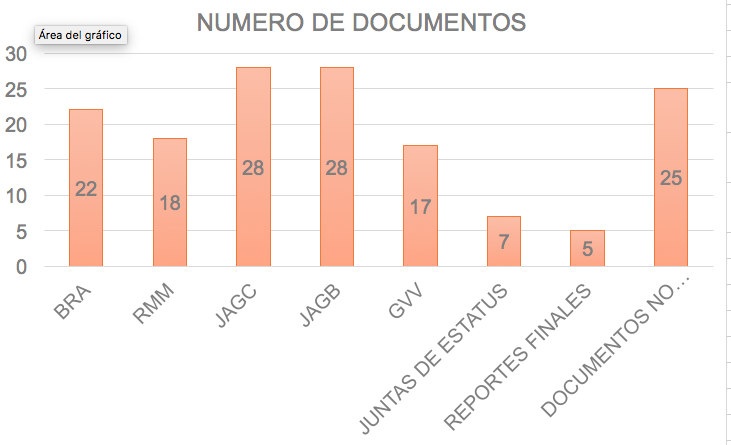 NUMERO DE DOCUMENTOS
Área del gráfico
30
25
20
15
10
5
0
22
18
28
28
17
7
5
25
BRA
RMM
JAGC
JAGB
GVV
JUNTAS DE ESTATUS
REPORTES FINALES
DOCUMENTOS NO...